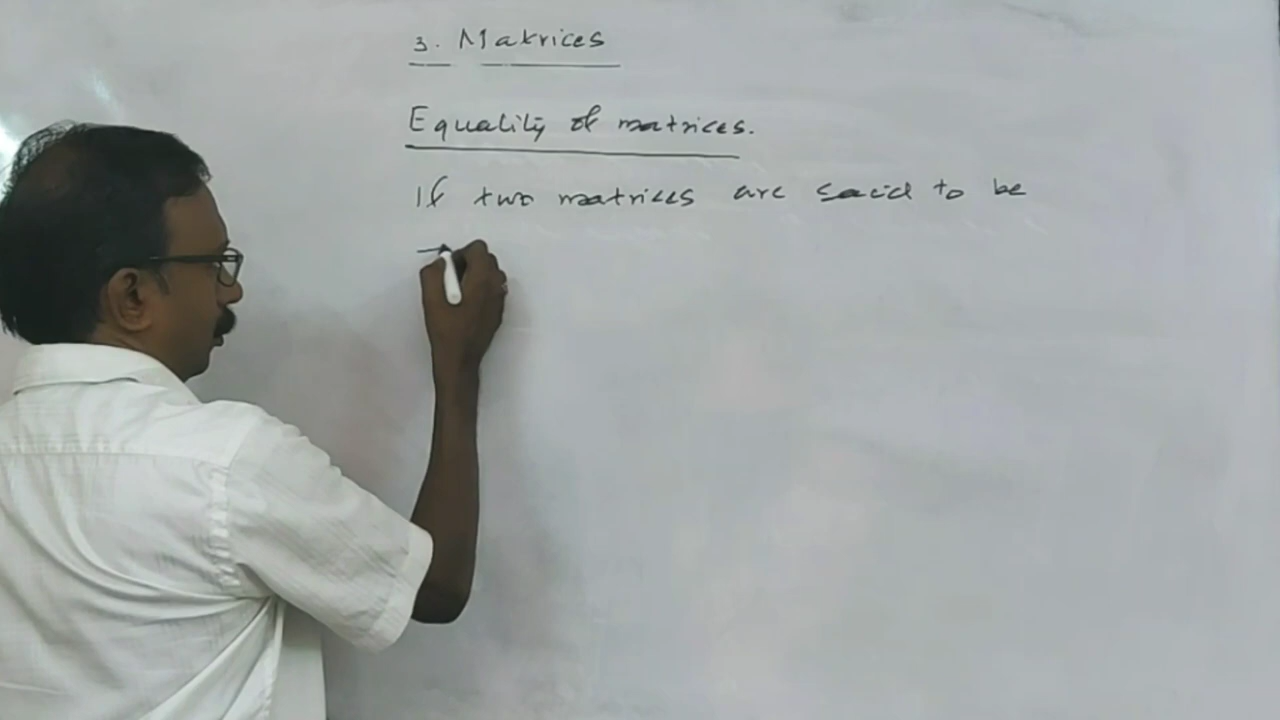 3. Matrices
Equality of matrices.
If two matrices are said to be